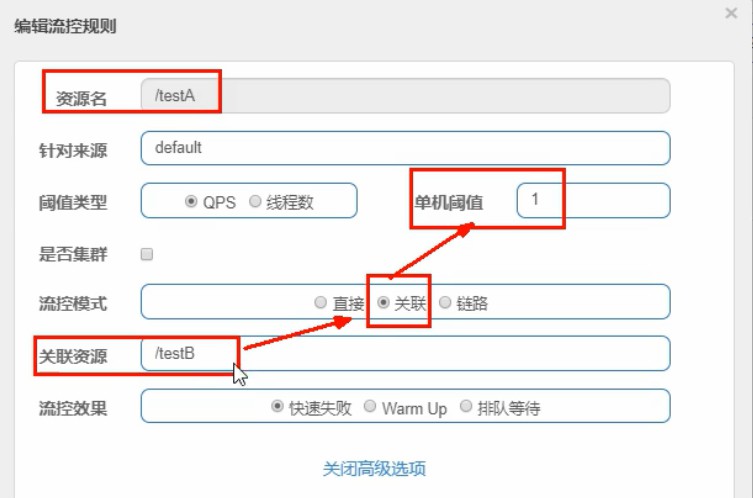 编辑流控规则
×
资源名 /testA
针对来源 default
阈值类型 QPS 线程数 单机阈值 1
是否集群
流控模式 直接 关联 链路
关联资源 /testB
流控效果 快速失败 Warm Up 排队等待
关闭高级选项